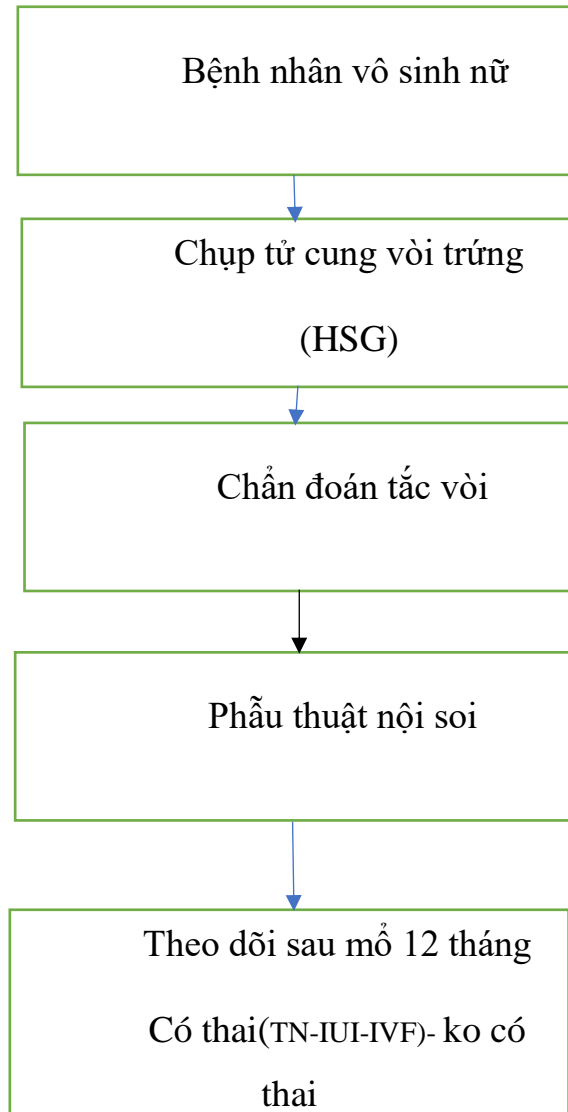 Bệnh nhân vô sinh nữ
Chụp tử cung vòi trứng
(HSG)
Chẩn đoán tắc vòi
Phẫu thuật nội soi
Theo dõi sau mổ 12 tháng
Có thai(TN-IUI-IVF)- ko có
thai